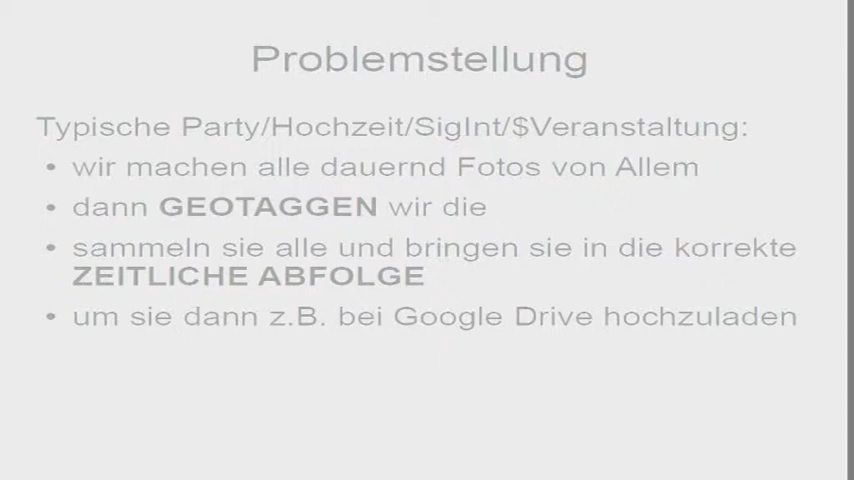 Problemstellung
Typische Party/Hochzeit/SigInt/$Veranstaltung:
• wir machen alle dauernd Fotos von Allem
• dann GEOTAGGEN wir die
• sammeln sie alle und bringen sie in die korrekte
ZEITLICHE ABFOLGE
• um sie dann z.B. bei Google Drive hochzuladen